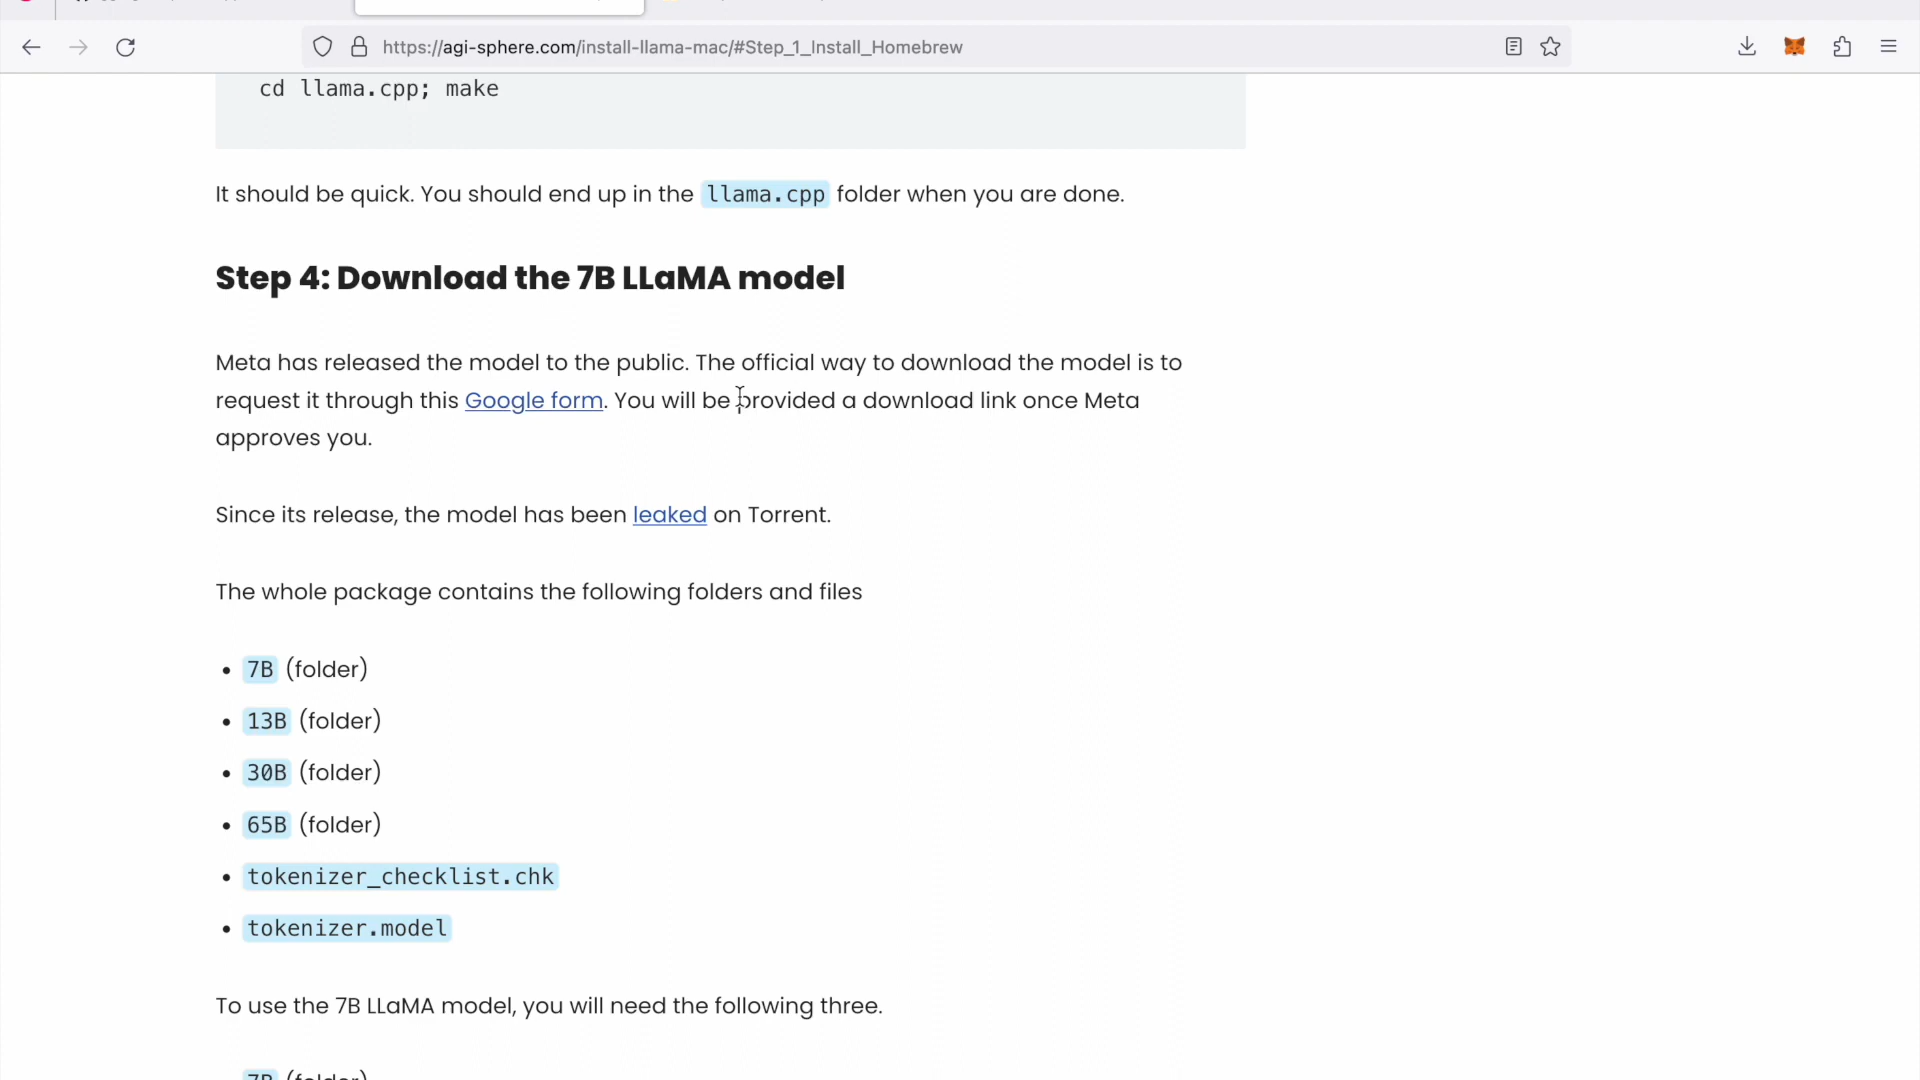 https://agi-sphere.com/install-llama-mac/#Step_1_Install_Homebrew
cd llama.cpp; make
It should be quick. You should end up in the llama.cpp folder when you are done.
Step 4: Download the 7B LLaMA model
Meta has released the model to the public. The official way to download the model is to
request it through this Google form. You will be provided a download link once Meta
approves you.
Since its release, the model has been leaked on Torrent.
The whole package contains the following folders and files
• 7B (folder)
• 13B (folder)
• 30B (folder)
• 65B (folder)
• tokenizer_checklist.chk
• tokenizer.model
To use the 7B LLaMA model, you will need the following three.
7B (folder)